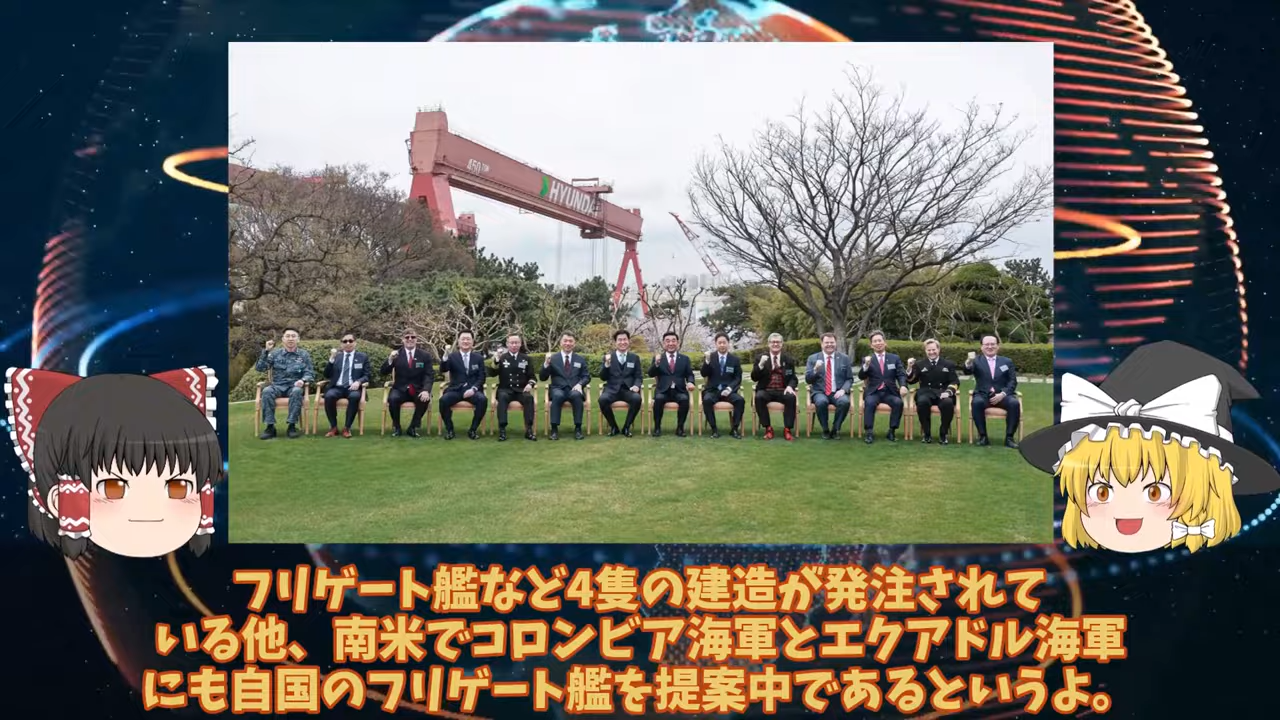 450
HYUNDAI
フリゲート艦など4隻の建造が発注されて
いる他、南米でコロンビア海軍とエクアドル海軍
にも自国のフリゲート艦を提案中であるというよ。